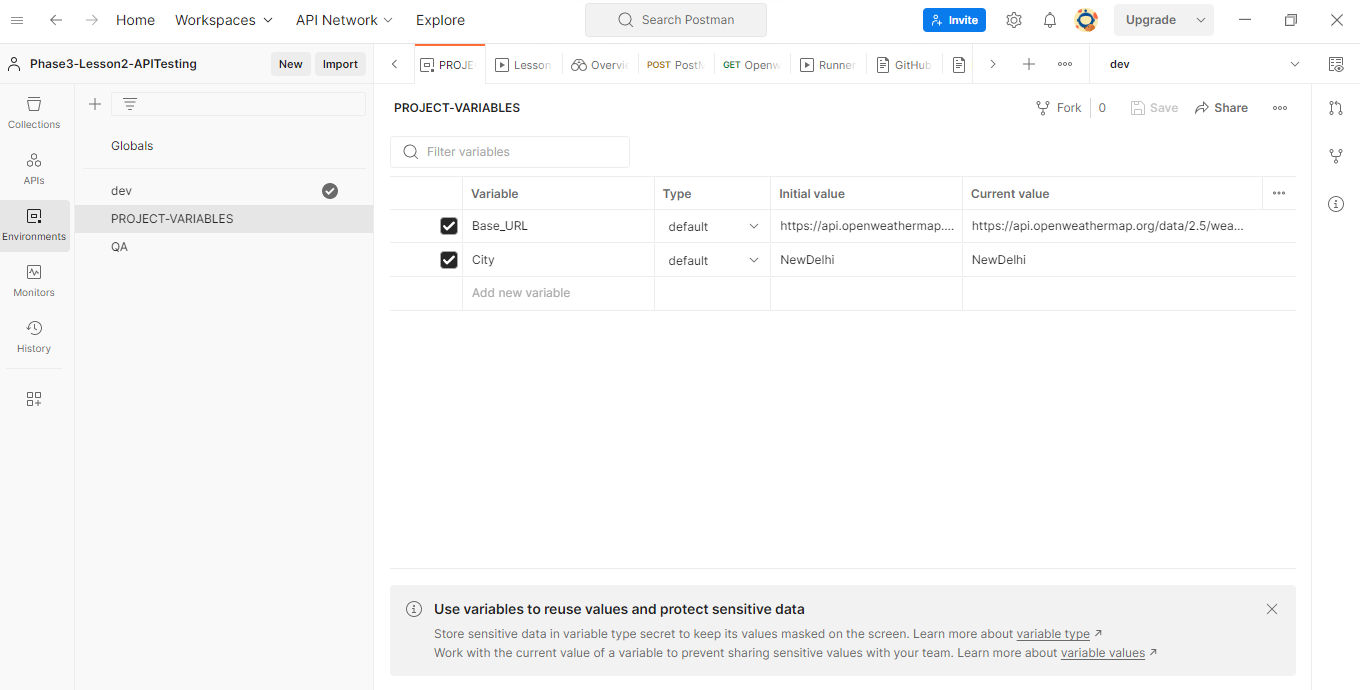 Home Workspaces API Network Explore Search Postman Invite Upgrade
Phase3-Lesson2-APITesting New Import PROJE Lesson Overvi POST PostM GET Openw Runner GitHub dev
Collections
APIs
Environments
Monitors
History
Globals
dev
PROJECT-VARIABLES
QA
PROJECT-VARIABLES Fork 0 Save Share
Filter variables
Variable Type Initial value Current value
Base_URL default https://api.openweathermap.... https://api.openweathermap.org/data/2.5/wea...
City default NewDelhi NewDelhi
Add new variable
Use variables to reuse values and protect sensitive data
Store sensitive data in variable type secret to keep its values masked on the screen. Learn more about variable type ↗
Work with the current value of a variable to prevent sharing sensitive values with your team. Learn more about variable values ↗